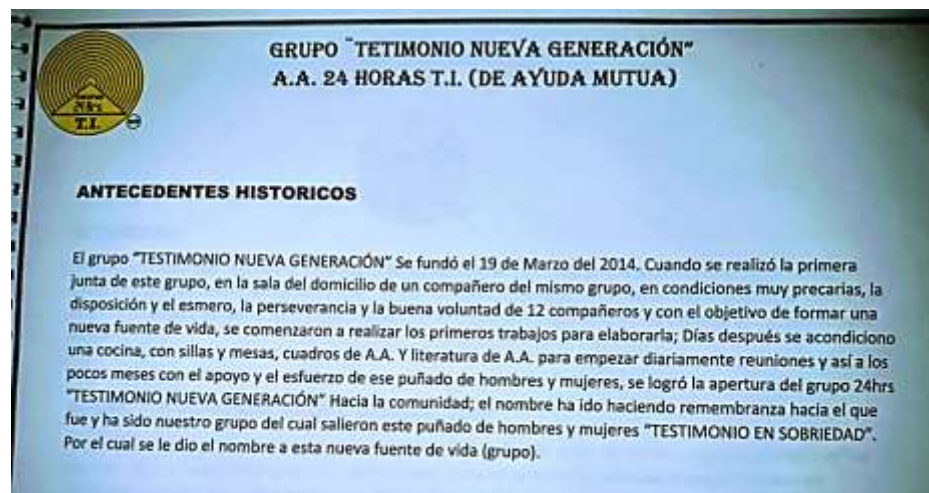 GRUPO ¨TETIMONIO NUEVA GENERACIÓN"
A.A. 24 HORAS T.I. (DE AYUDA MUTUA)
24 hrs
T.I.
ANTECEDENTES HISTORICOS
El grupo "TESTIMONIO NUEVA GENERACIÓN" Se fundó el 19 de Marzo del 2014. Cuando se realizó la primera
junta de este grupo, en la sala del domicilio de un compañero del mismo grupo, en condiciones muy precarias, la
disposición y el esmero, la perseverancia y la buena voluntad de 12 compañeros y con el objetivo de formar una
nueva fuente de vida, se comenzaron a realizar los primeros trabajos para elaborarla; Días después se acondiciono
una cocina, con sillas y mesas, cuadros de A.A. Y literatura de A.A. para empezar diariamente reuniones y así a los
pocos meses con el apoyo y el esfuerzo de ese puñado de hombres y mujeres, se logró la apertura del grupo 24hrs
"TESTIMONIO NUEVA GENERACIÓN" Hacia la comunidad; el nombre ha ido haciendo remembranza hacia el que
fue y ha sido nuestro grupo del cual salieron este puñado de hombres y mujeres "TESTIMONIO EN SOBRIEDAD".
Por el cual se le dio el nombre a esta nueva fuente de vida (grupo).